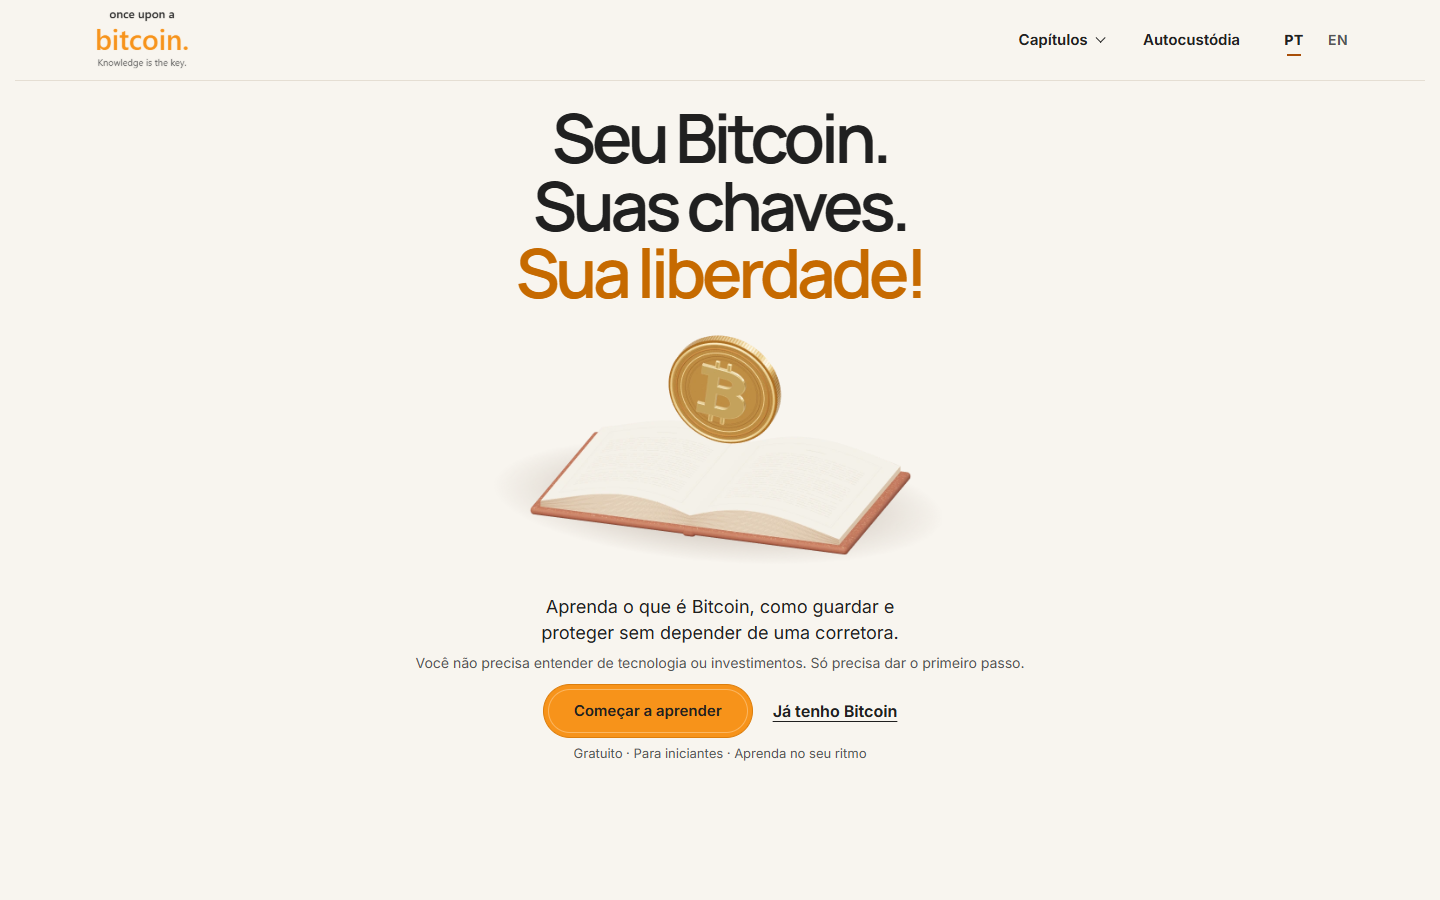 once upon a
bitcoin.
Knowledge is the key.
Capítulos
Autocustódia
PT
EN
Seu Bitcoin.
Suas chaves.
Sua liberdade!
Aprenda o que é Bitcoin, como guardar e
proteger sem depender de uma corretora.
Você não precisa entender de tecnologia ou investimentos. Só precisa dar o primeiro passo.
Começar a aprender
Já tenho Bitcoin
Gratuito · Para iniciantes · Aprenda no seu ritmo